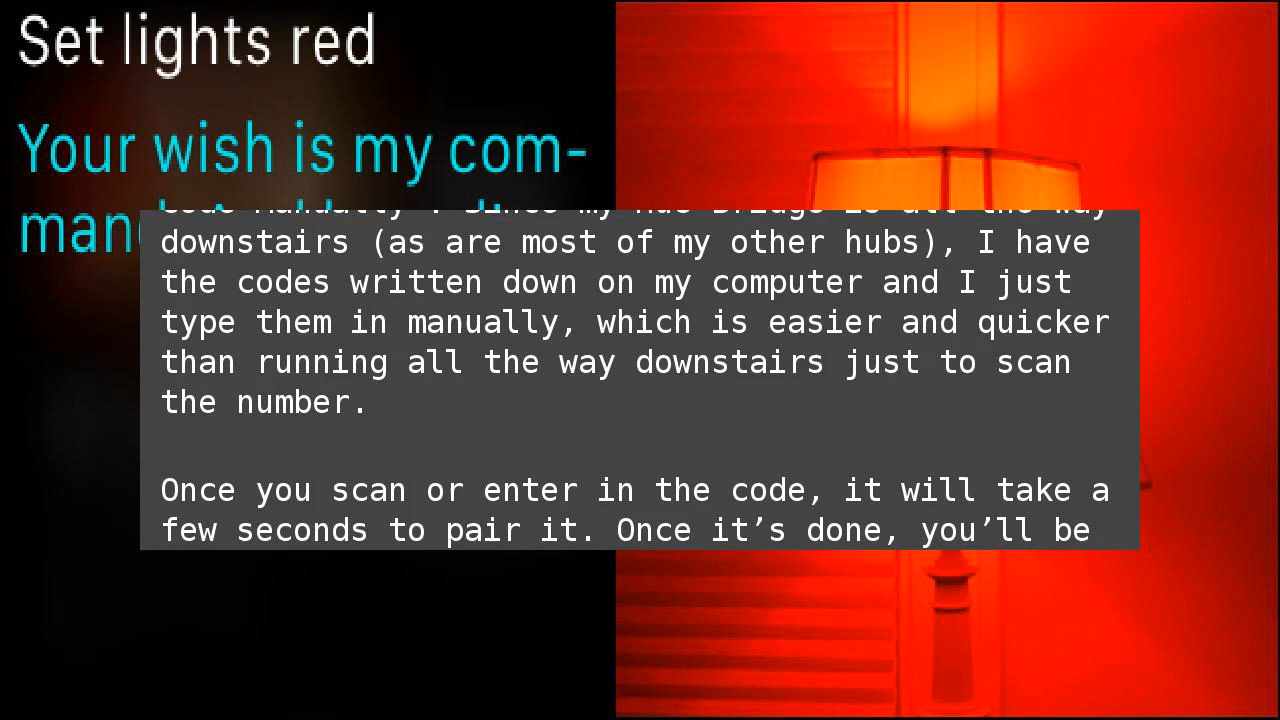 Set lights red
Your wish is my com-
downstairs (as are most of my other hubs), I have
the codes written down on my computer and I just
type them in manually, which is easier and quicker
than running all the way downstairs just to scan
the number.
Once you scan or enter in the code, it will take a
few seconds to pair it. Once it’s done, you’ll be